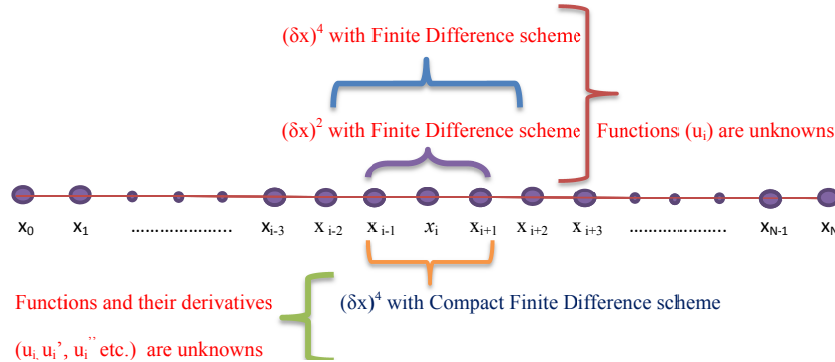 (δx)⁴ with Finite Difference scheme
(δx)² with Finite Difference scheme Functions (uᵢ) are unknowns
x₀ x₁ ...................... xᵢ₋₃ x ᵢ₋₂ x ᵢ₋₁ xᵢ xᵢ₊₁ x ᵢ₊₂ x ᵢ₊₃ ..................... x_N-1 x_N
Functions and their derivatives (δx)⁴ with Compact Finite Difference scheme
(uᵢ, uᵢ’, uᵢ’’ etc.) are unknowns